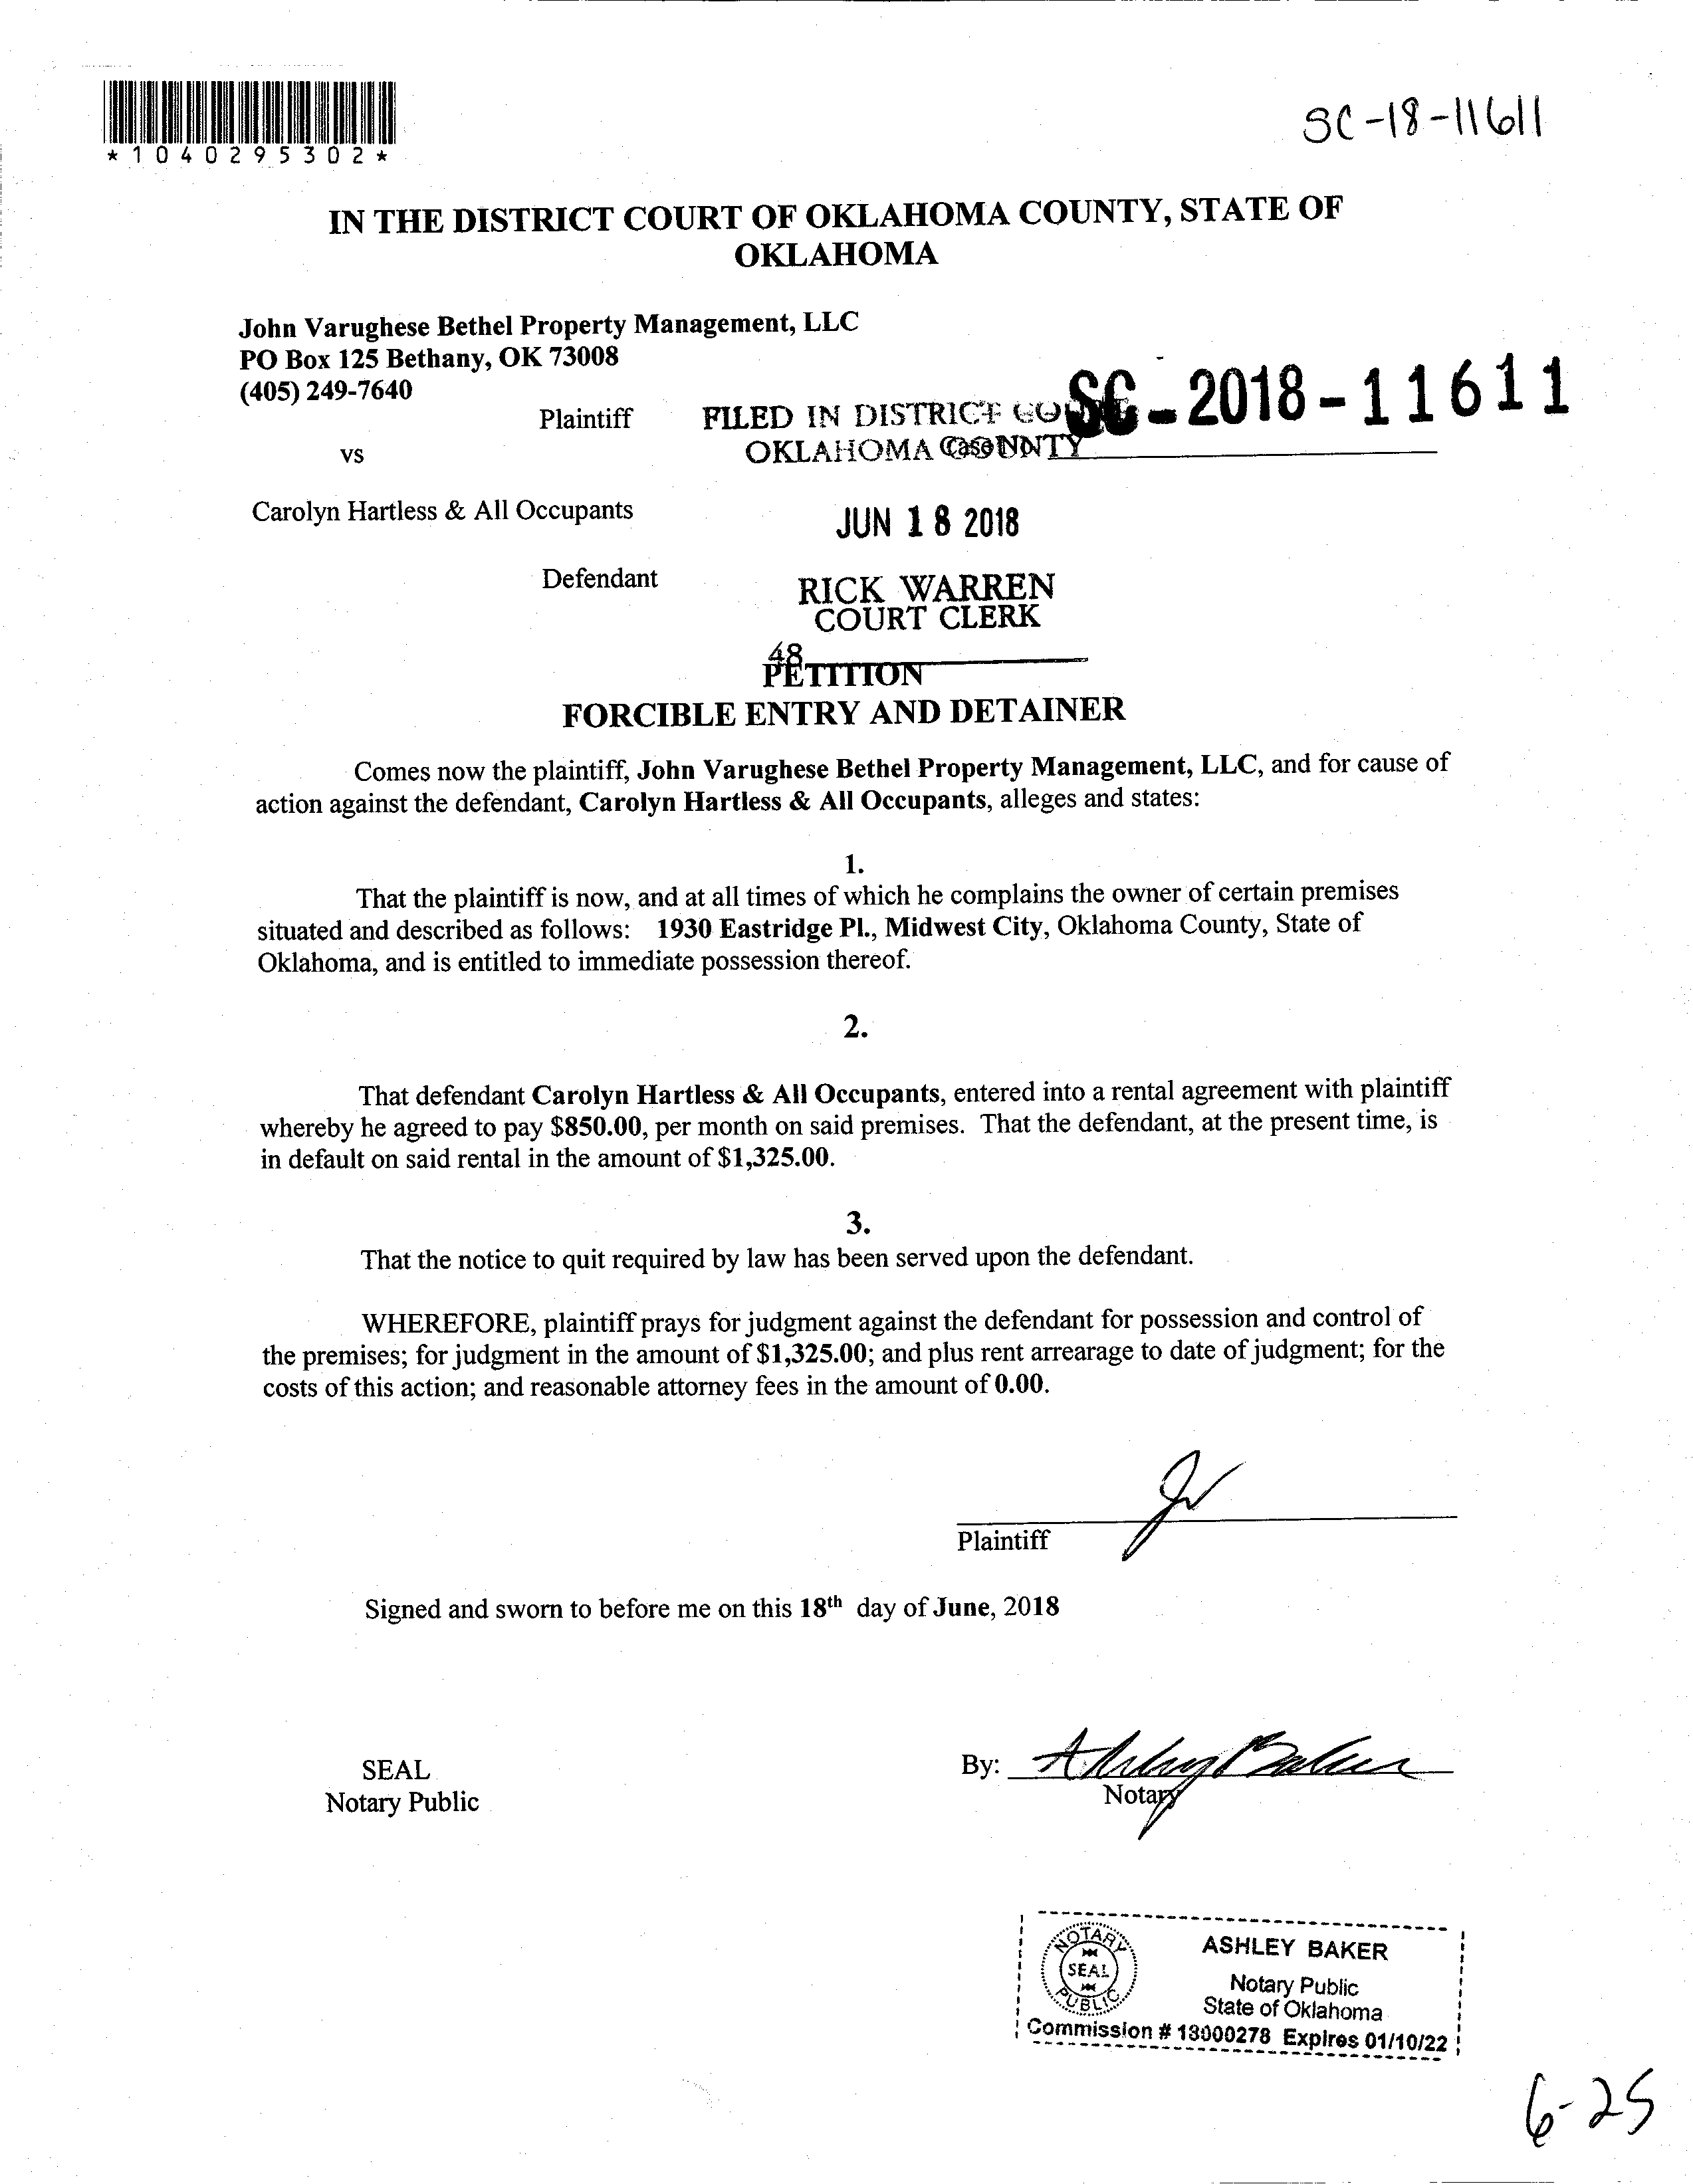 SC-18-11611
*1040295302*
IN THE DISTRICT COURT OF OKLAHOMA COUNTY, STATE OF
OKLAHOMA
John Varughese Bethel Property Management, LLC
PO Box 125 Bethany, OK 73008
(405) 249-7640
Plaintiff
FILED IN DISTRICT
SC-2018-11611
vs
OKLAHOMA COUNTY
Case
Carolyn Hartless & All Occupants
JUN 18 2018
Defendant
RICK WARREN
COURT CLERK
48
PETITION
FORCIBLE ENTRY AND DETAINER
Comes now the plaintiff, John Varughese Bethel Property Management, LLC, and for cause of
action against the defendant, Carolyn Hartless & All Occupants, alleges and states:
1.
That the plaintiff is now, and at all times of which he complains the owner of certain premises
situated and described as follows: 1930 Eastridge Pl., Midwest City, Oklahoma County, State of
Oklahoma, and is entitled to immediate possession thereof.
2.
That defendant Carolyn Hartless & All Occupants, entered into a rental agreement with plaintiff
whereby he agreed to pay $850.00, per month on said premises. That the defendant, at the present time, is
in default on said rental in the amount of $1,325.00.
3.
That the notice to quit required by law has been served upon the defendant.
WHEREFORE, plaintiff prays for judgment against the defendant for possession and control of
the premises; for judgment in the amount of $1,325.00; and plus rent arrearage to date of judgment; for the
costs of this action; and reasonable attorney fees in the amount of 0.00.
Plaintiff
Signed and sworn to before me on this 18th day of June, 2018
SEAL
Notary Public
By: Ashley Baker
Notary
NOTARY
SEAL
PUBLIC
ASHLEY BAKER
Notary Public
State of Oklahoma
Commission # 18000278 Expires 01/10/22
6-25